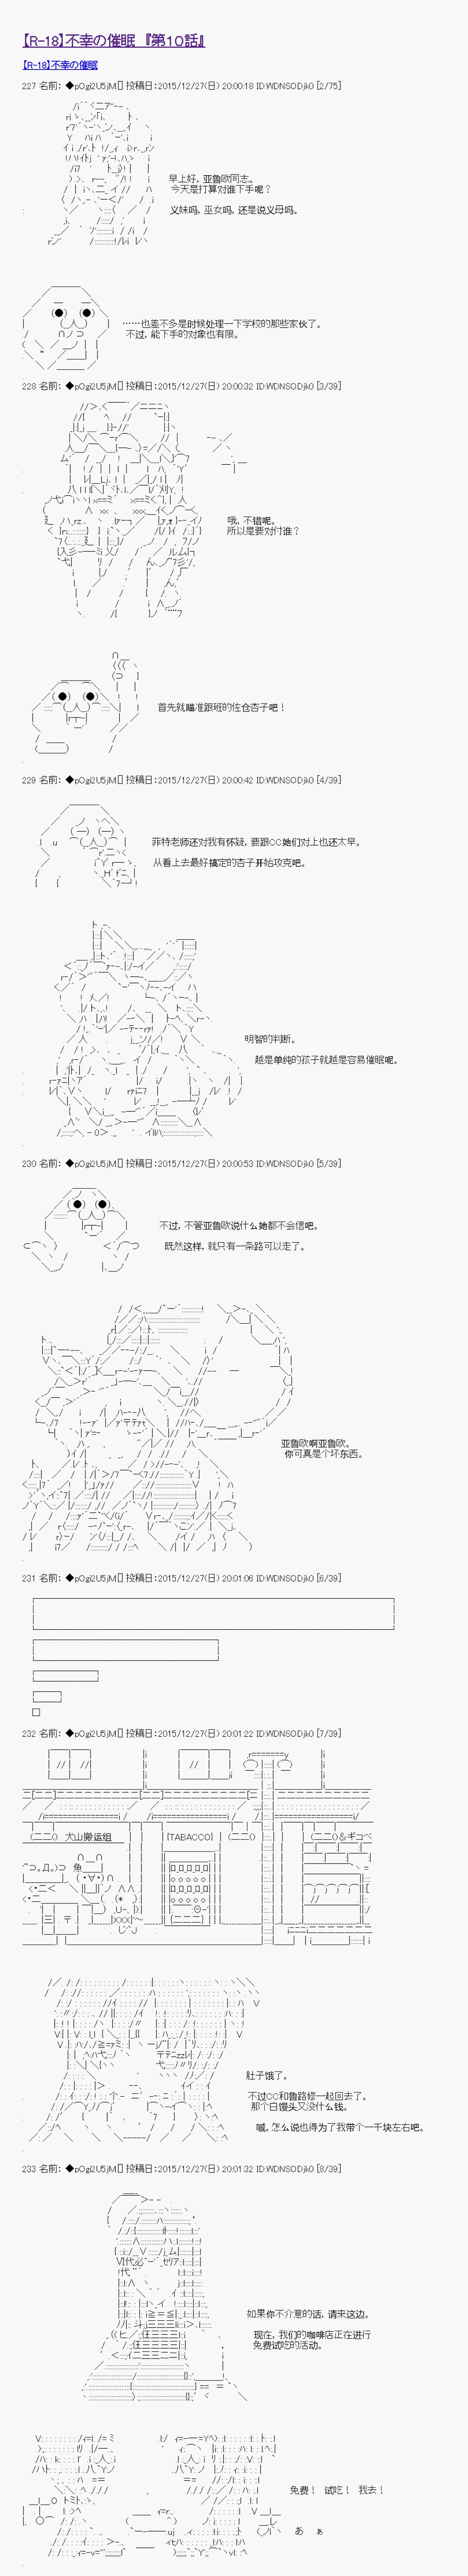 【R-18】不幸の催眠 『第10話』
【R-18】不幸の催眠
227 名前： ◆pOgi2U5jM[] 投稿日：2015/12/27(日) 20:00:18 ID:WDNSODjk0 [2/75]
早上好，亚鲁欧同志。
今天是打算对谁下手呢？
义妹吗，巫女吗，还是说义母吗。
……也差不多是时候处理一下学校的那些家伙了。
不过，能下手的对象也有限。
228 名前： ◆pOgi2U5jM[] 投稿日：2015/12/27(日) 20:00:32 ID:WDNSODjk0 [3/39]
哦，不错呢。
所以是要对付谁？
首先就瞄准跟班的佐仓杏子吧！
229 名前： ◆pOgi2U5jM[] 投稿日：2015/12/27(日) 20:00:42 ID:WDNSODjk0 [4/39]
菲特老师还对我有怀疑，要跟CC她们对上也还太早。
从看上去最好搞定的杏子开始攻克吧。
明智的判断。
越是单纯的孩子就越是容易催眠呢。
230 名前： ◆pOgi2U5jM[] 投稿日：2015/12/27(日) 20:00:53 ID:WDNSODjk0 [5/39]
不过，不管亚鲁欧说什么她都不会信吧。
既然这样，就只有一条路可以走了。
亚鲁欧啊亚鲁欧。
你可真是个坏东西。
231 名前： ◆pOgi2U5jM[] 投稿日：2015/12/27(日) 20:01:06 ID:WDNSODjk0 [6/39]
232 名前： ◆pOgi2U5jM[] 投稿日：2015/12/27(日) 20:01:22 ID:WDNSODjk0 [7/39]
犬山搬运组
[TABACCO]
肚子饿了。
不过CC和鲁路修一起回去了。
那个白馒头又没什么钱。
喊。怎么说也得为了我带个一千块左右吧。
233 名前： ◆pOgi2U5jM[] 投稿日：2015/12/27(日) 20:01:32 ID:WDNSODjk0 [8/39]
如果你不介意的话，请来这边。
现在，我们的咖啡店正在进行
免费试吃的活动。
免费！ 试吃！ 我去！